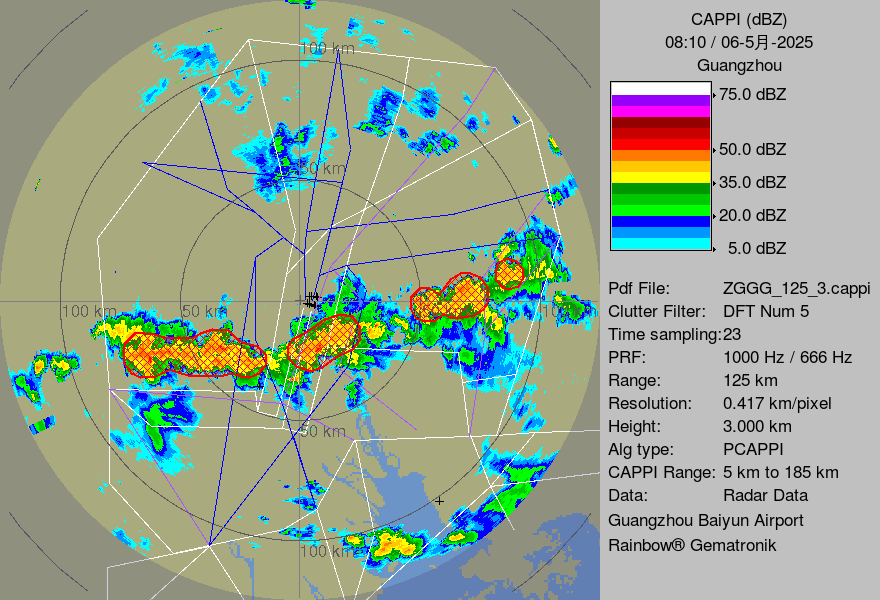 CAPPI (dBZ)
08:10 / 06-5月-2025
Guangzhou
75.0 dBZ
50.0 dBZ
35.0 dBZ
20.0 dBZ
5.0 dBZ
Pdf File: ZGGG_125_3.cappi
Clutter Filter: DFT Num 5
Time sampling:23
PRF: 1000 Hz / 666 Hz
Range: 125 km
Resolution: 0.417 km/pixel
Height: 3.000 km
Alg type: PCAPPI
CAPPI Range: 5 km to 185 km
Data: Radar Data
Guangzhou Baiyun Airport
Rainbow® Gematronik
100 km
50 km
100 km
50 km
50 km
100 km